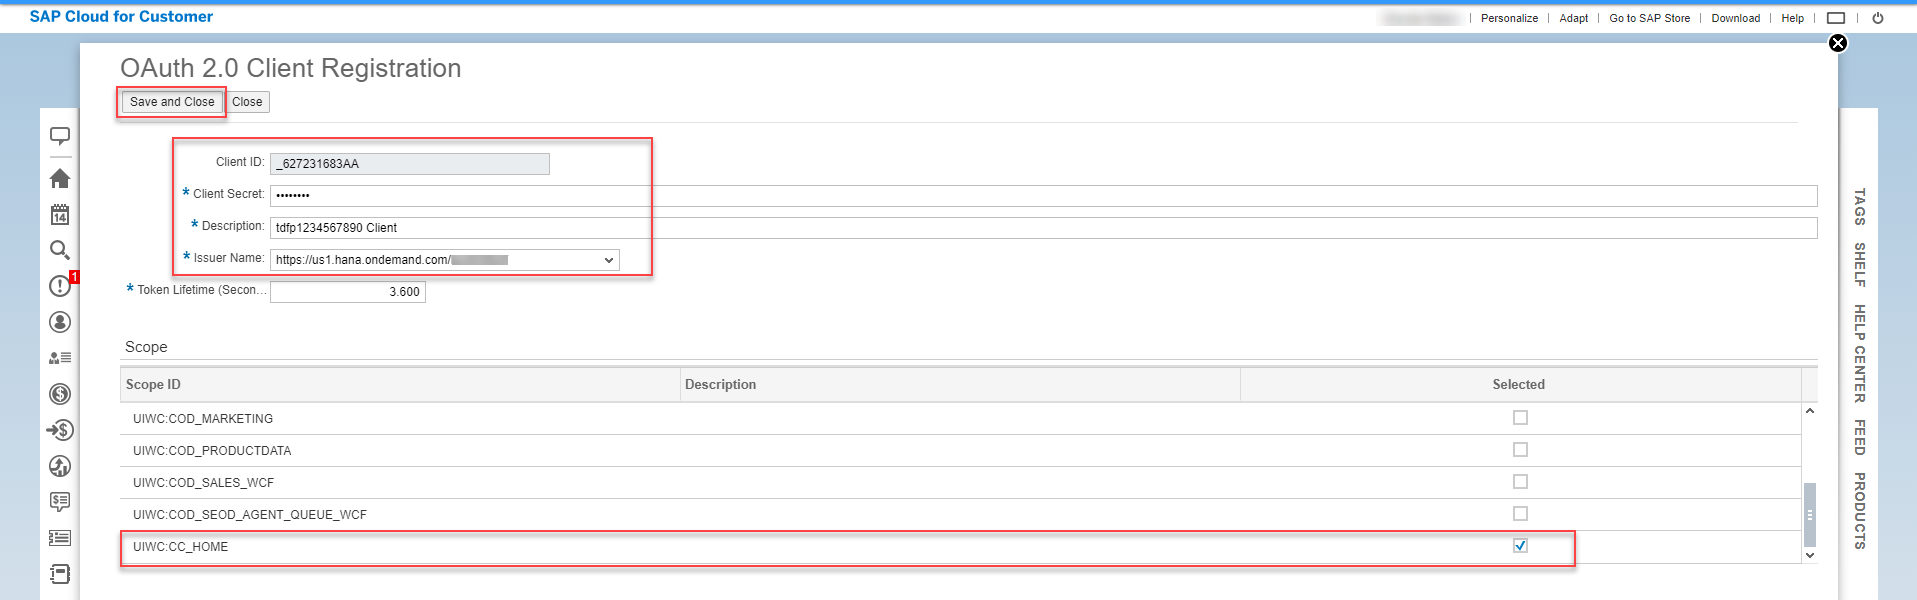 SAP Cloud for Customer
Personalize | Adapt | Go to SAP Store | Download | Help
OAuth 2.0 Client Registration
Save and Close Close
Client ID: _627231683AA
* Client Secret: ••••••••
* Description: tdfp1234567890 Client
* Issuer Name: https://us1.hana.ondemand.com/
* Token Lifetime (Secon... 3.600
Scope
Scope ID Description Selected
UIWC:COD_MARKETING
UIWC:COD_PRODUCTDATA
UIWC:COD_SALES_WCF
UIWC:COD_SEOD_AGENT_QUEUE_WCF
UIWC:CC_HOME
14
1
TAGS
SHELF
HELP CENTER
FEED
PRODUCTS